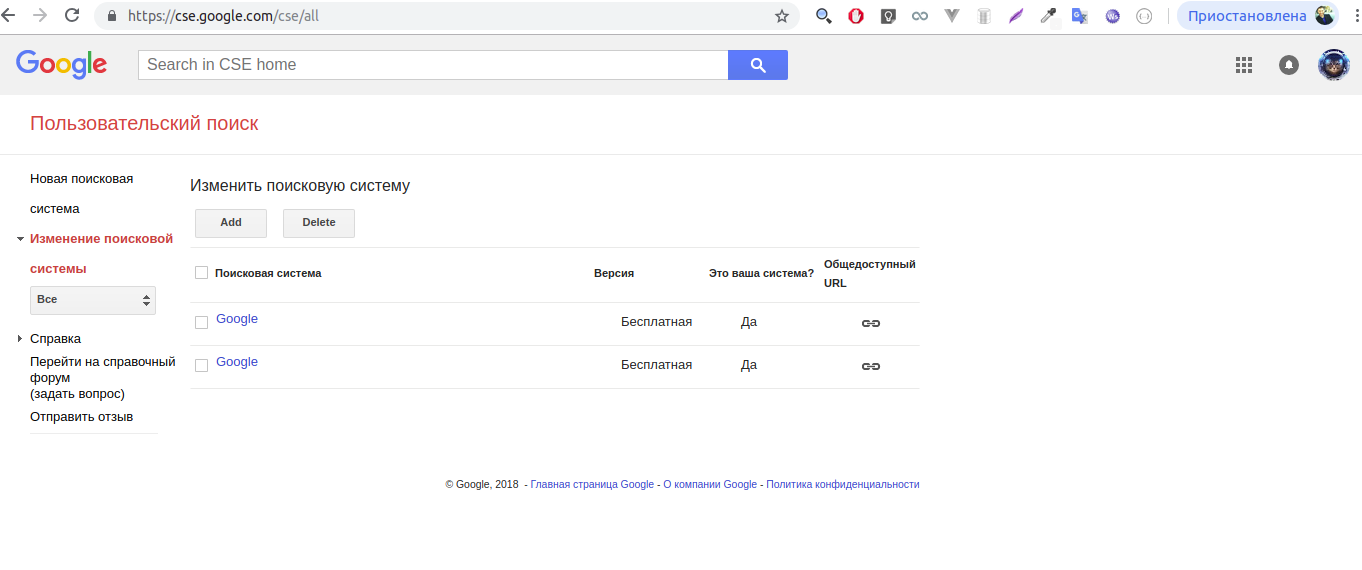 https://cse.google.com/cse/all
Приостановлена
Google
Search in CSE home
Пользовательский поиск
Новая поисковая
система
Изменение поисковой
системы
Все
Справка
Перейти на справочный
форум
(задать вопрос)
Отправить отзыв
Изменить поисковую систему
Add Delete
Поисковая система Версия Это ваша система? Общедоступный
URL
Google Бесплатная Да
Google Бесплатная Да
© Google, 2018 - Главная страница Google - О компании Google - Политика конфиденциальности